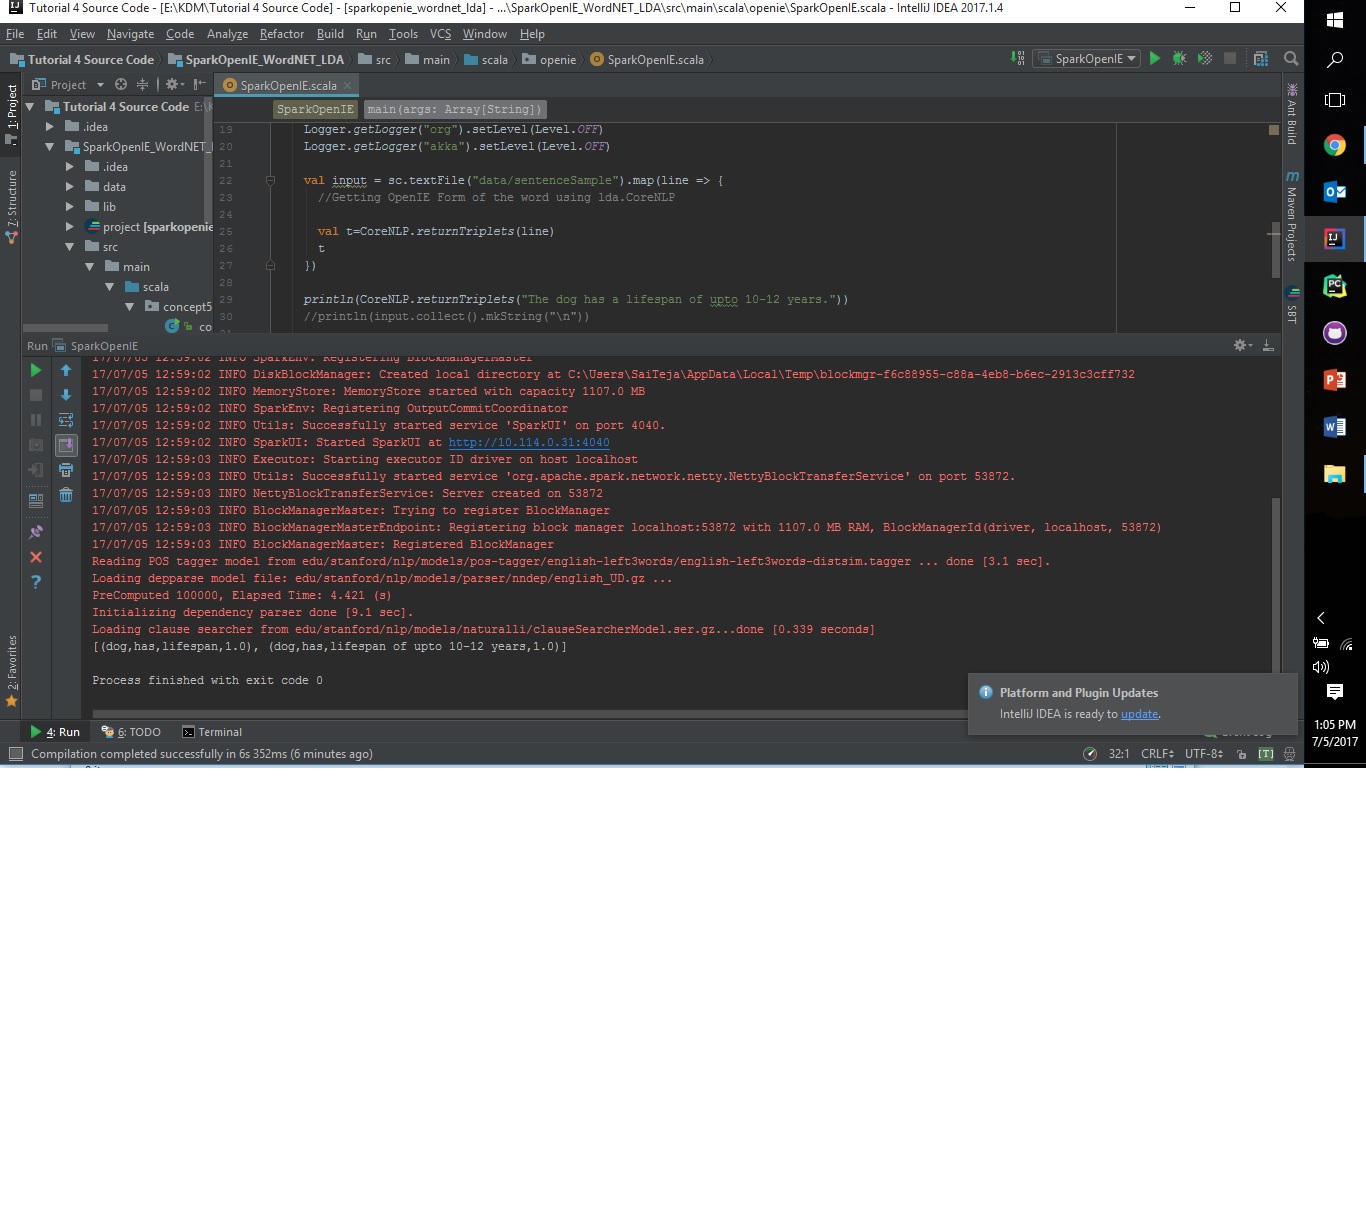 Tutorial 4 Source Code - [E:\KDM\Tutorial 4 Source Code] - [sparkopenie_wordnet_lda] - ...\SparkOpenIE_WordNET_LDA\src\main\scala\openie\SparkOpenIE.scala - IntelliJ IDEA 2017.1.4
File Edit View Navigate Code Analyze Refactor Build Run Tools VCS Window Help
Tutorial 4 Source Code SparkOpenIE_WordNET_LDA src main scala openie SparkOpenIE.scala SparkOpenIE
Project SparkOpenIE.scala
1: Project
7: Structure
2: Favorites
Ant Build
Maven Projects
SBT
Tutorial 4 Source Code E:\
.idea
SparkOpenIE_WordNET_
.idea
data
lib
project [sparkopenie
src
main
scala
concept5
co
SparkOpenIE main(args: Array[String])
19 Logger.getLogger("org").setLevel(Level.OFF)
20 Logger.getLogger("akka").setLevel(Level.OFF)
21
22 val input = sc.textFile("data/sentenceSample").map(line => {
23 //Getting OpenIE Form of the word using lda.CoreNLP
24
25 val t=CoreNLP.returnTriplets(line)
26 t
27 })
28
29 println(CoreNLP.returnTriplets("The dog has a lifespan of upto 10-12 years."))
30 //println(input.collect().mkString("\n"))
Run SparkOpenIE
17/07/05 12:59:02 INFO SparkEnv: Registering BlockManagerMaster
17/07/05 12:59:02 INFO DiskBlockManager: Created local directory at C:\Users\SaiTeja\AppData\Local\Temp\blockmgr-f6c88955-c88a-4eb8-b6ec-2913c3cff732
17/07/05 12:59:02 INFO MemoryStore: MemoryStore started with capacity 1107.0 MB
17/07/05 12:59:02 INFO SparkEnv: Registering OutputCommitCoordinator
17/07/05 12:59:02 INFO Utils: Successfully started service 'SparkUI' on port 4040.
17/07/05 12:59:02 INFO SparkUI: Started SparkUI at http://10.114.0.31:4040
17/07/05 12:59:03 INFO Executor: Starting executor ID driver on host localhost
17/07/05 12:59:03 INFO Utils: Successfully started service 'org.apache.spark.network.netty.NettyBlockTransferService' on port 53872.
17/07/05 12:59:03 INFO NettyBlockTransferService: Server created on 53872
17/07/05 12:59:03 INFO BlockManagerMaster: Trying to register BlockManager
17/07/05 12:59:03 INFO BlockManagerMasterEndpoint: Registering block manager localhost:53872 with 1107.0 MB RAM, BlockManagerId(driver, localhost, 53872)
17/07/05 12:59:03 INFO BlockManagerMaster: Registered BlockManager
Reading POS tagger model from edu/stanford/nlp/models/pos-tagger/english-left3words/english-left3words-distsim.tagger ... done [3.1 sec].
Loading depparse model file: edu/stanford/nlp/models/parser/nndep/english_UD.gz ...
PreComputed 100000, Elapsed Time: 4.421 (s)
Initializing dependency parser done [9.1 sec].
Loading clause searcher from edu/stanford/nlp/models/naturalli/clauseSearcherModel.ser.gz...done [0.339 seconds]
[(dog,has,lifespan,1.0), (dog,has,lifespan of upto 10-12 years,1.0)]
Process finished with exit code 0
Platform and Plugin Updates
IntelliJ IDEA is ready to update.
4: Run 6: TODO Terminal
Compilation completed successfully in 6s 352ms (6 minutes ago) 32:1 CRLF UTF-8 [T]
1:05 PM
7/5/2017